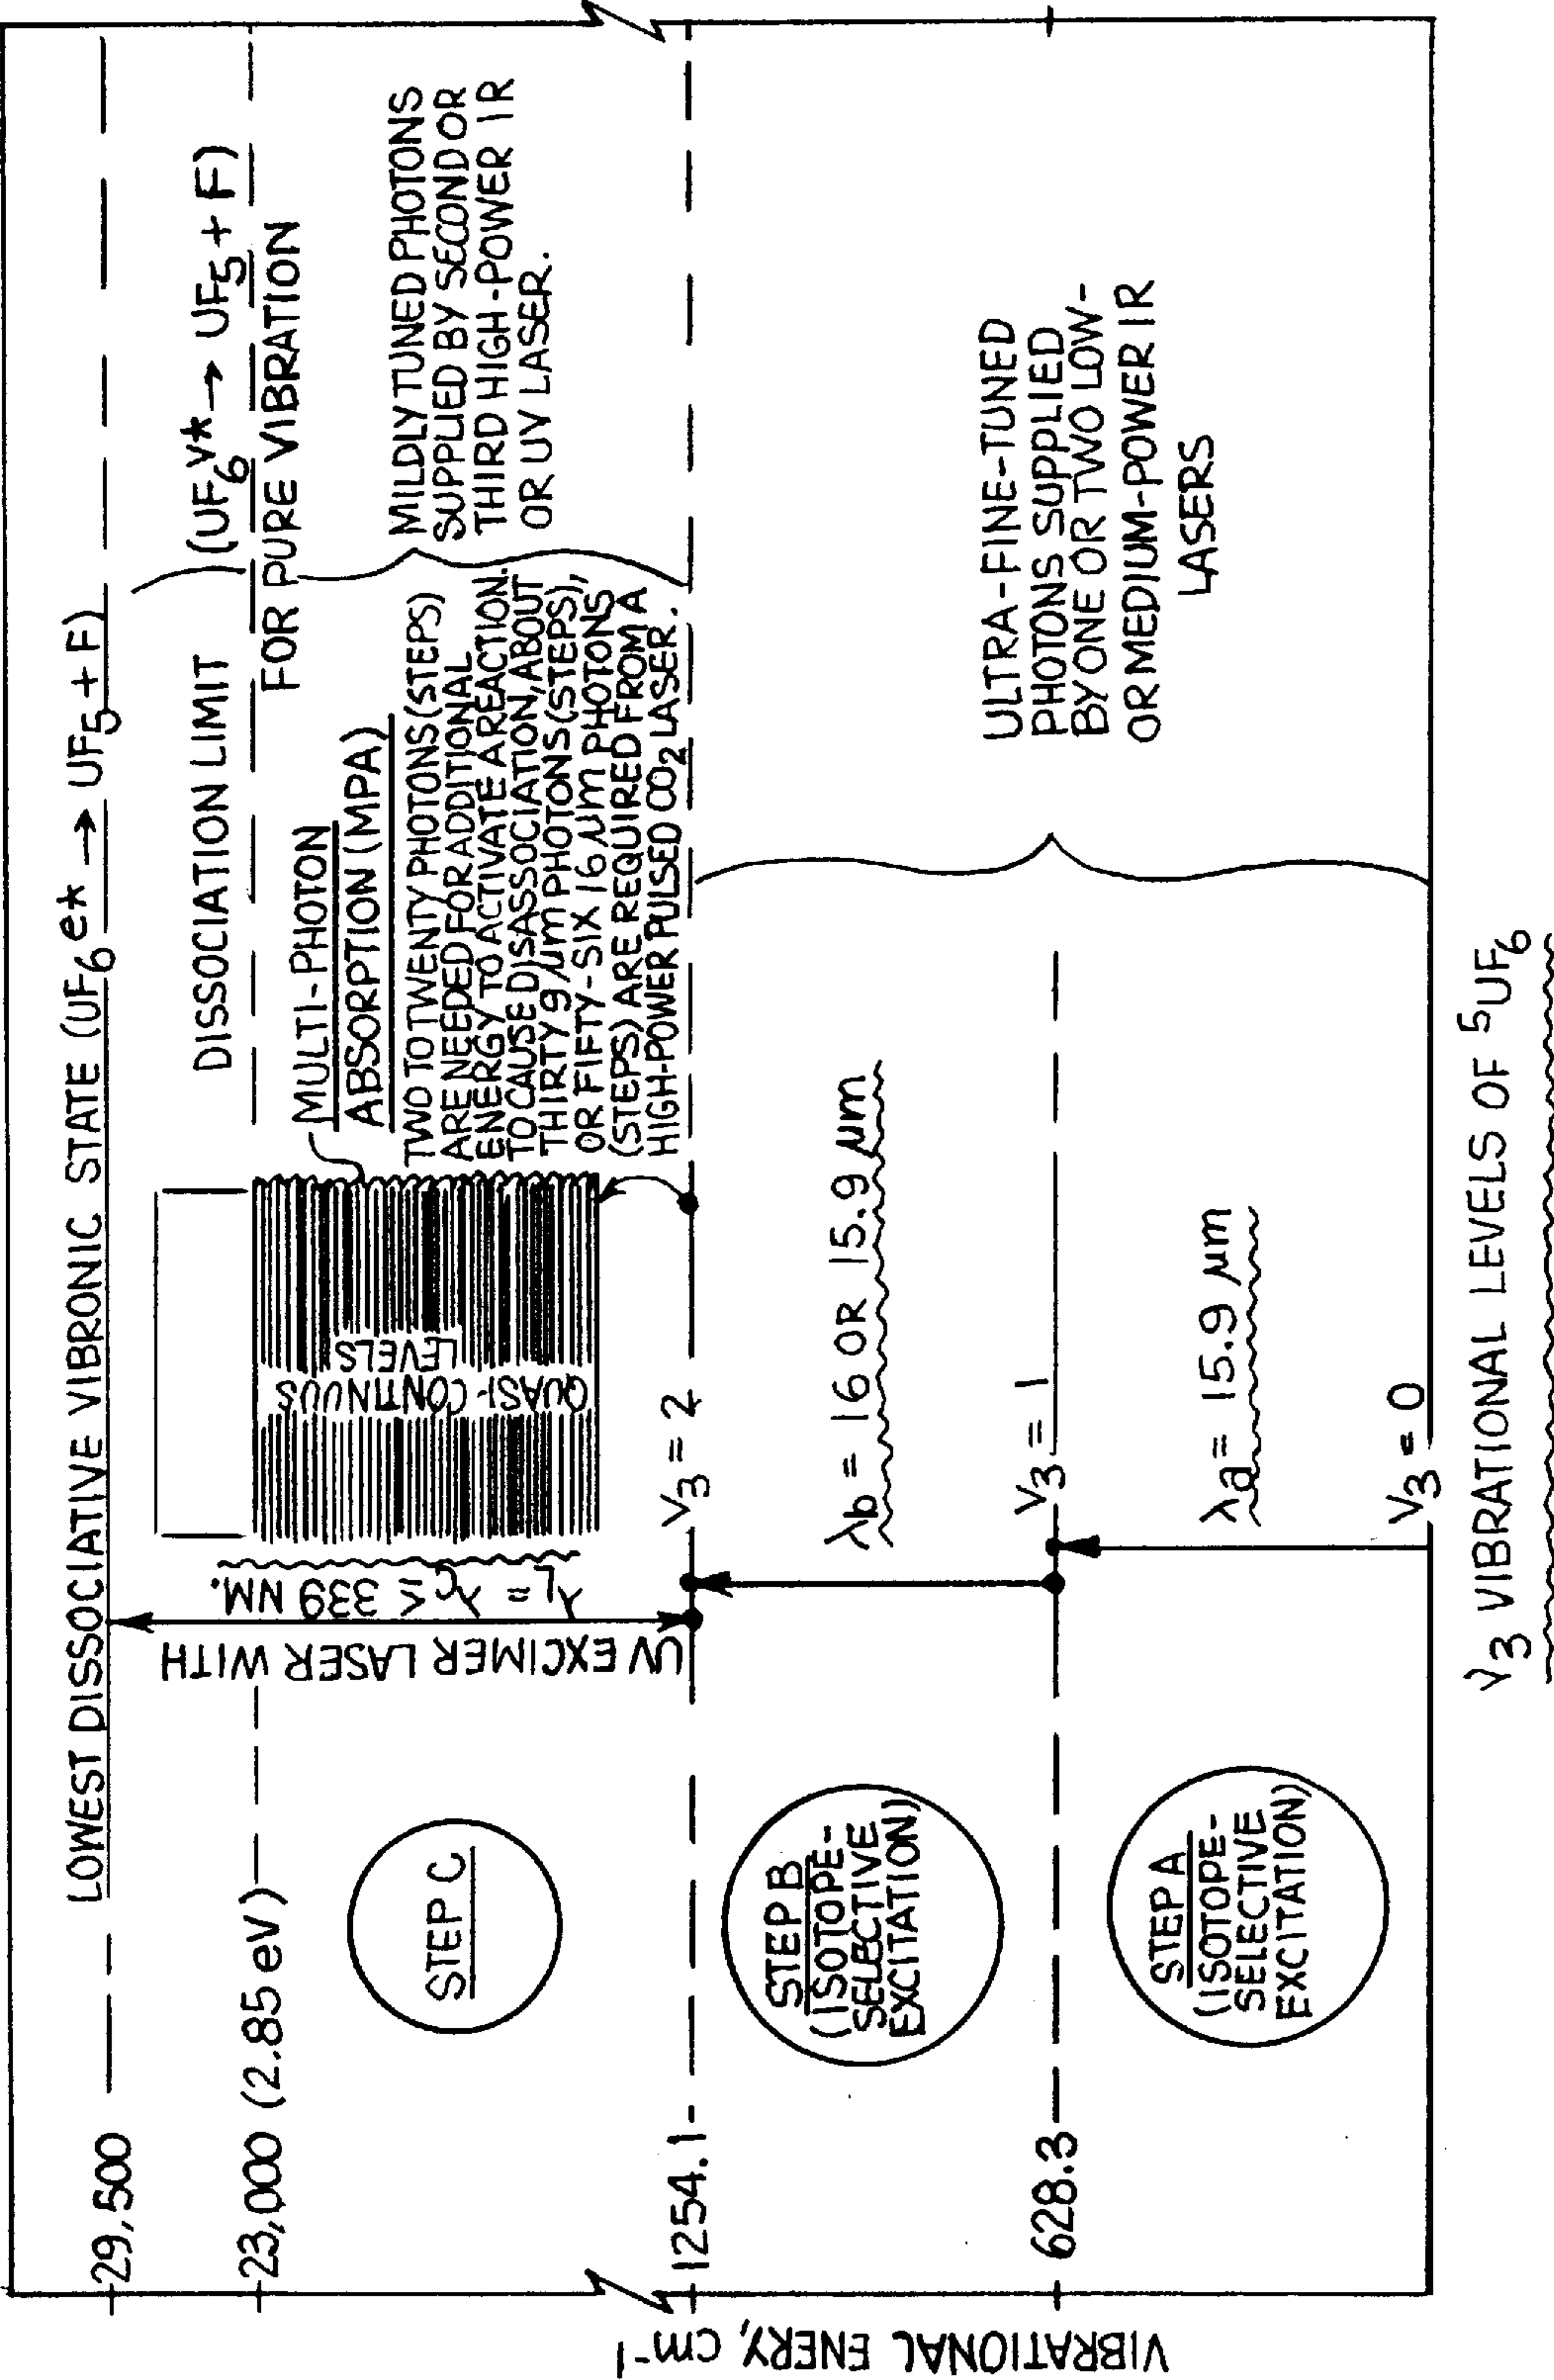 29,500
LOWEST DISSOCIATIVE VIBRONIC STATE (UF6 e* → UF5 + F)
23,000 (2.85 eV)
DISSOCIATION LIMIT
(UF6 V* → UF5 + F)
FOR PURE VIBRATION
STEP C
UV EXCIMER LASER WITH
λL = λC ≤ 339 NM.
QUASI-CONTINUOUS
LEVELS
MULTI-PHOTON
ABSORPTION (MPA)
TWO TO TWENTY PHOTONS (STEPS)
ARE NEEDED FOR ADDITIONAL
ENERGY TO ACTIVATE A REACTION.
TO CAUSE DISASSOCIATION, ABOUT
THIRTY 9 µm PHOTONS (STEPS),
OR FIFTY-SIX 16 µm PHOTONS
(STEPS) ARE REQUIRED FROM A
HIGH-POWER PULSED CO2 LASER.
MILDLY TUNED PHOTONS
SUPPLIED BY SECOND OR
THIRD HIGH-POWER IR
OR UV LASER.
1254.1
V3 = 2
STEP B
(ISOTOPE-
SELECTIVE
EXCITATION)
λb = 16 OR 15.9 µm
628.3
V3 = 1
STEP A
(ISOTOPE-
SELECTIVE
EXCITATION)
λa = 15.9 µm
V3 = 0
ULTRA-FINE-TUNED
PHOTONS SUPPLIED
BY ONE OR TWO LOW-
OR MEDIUM-POWER IR
LASERS
VIBRATIONAL ENERY, cm-1
ν3 VIBRATIONAL LEVELS OF 5UF6